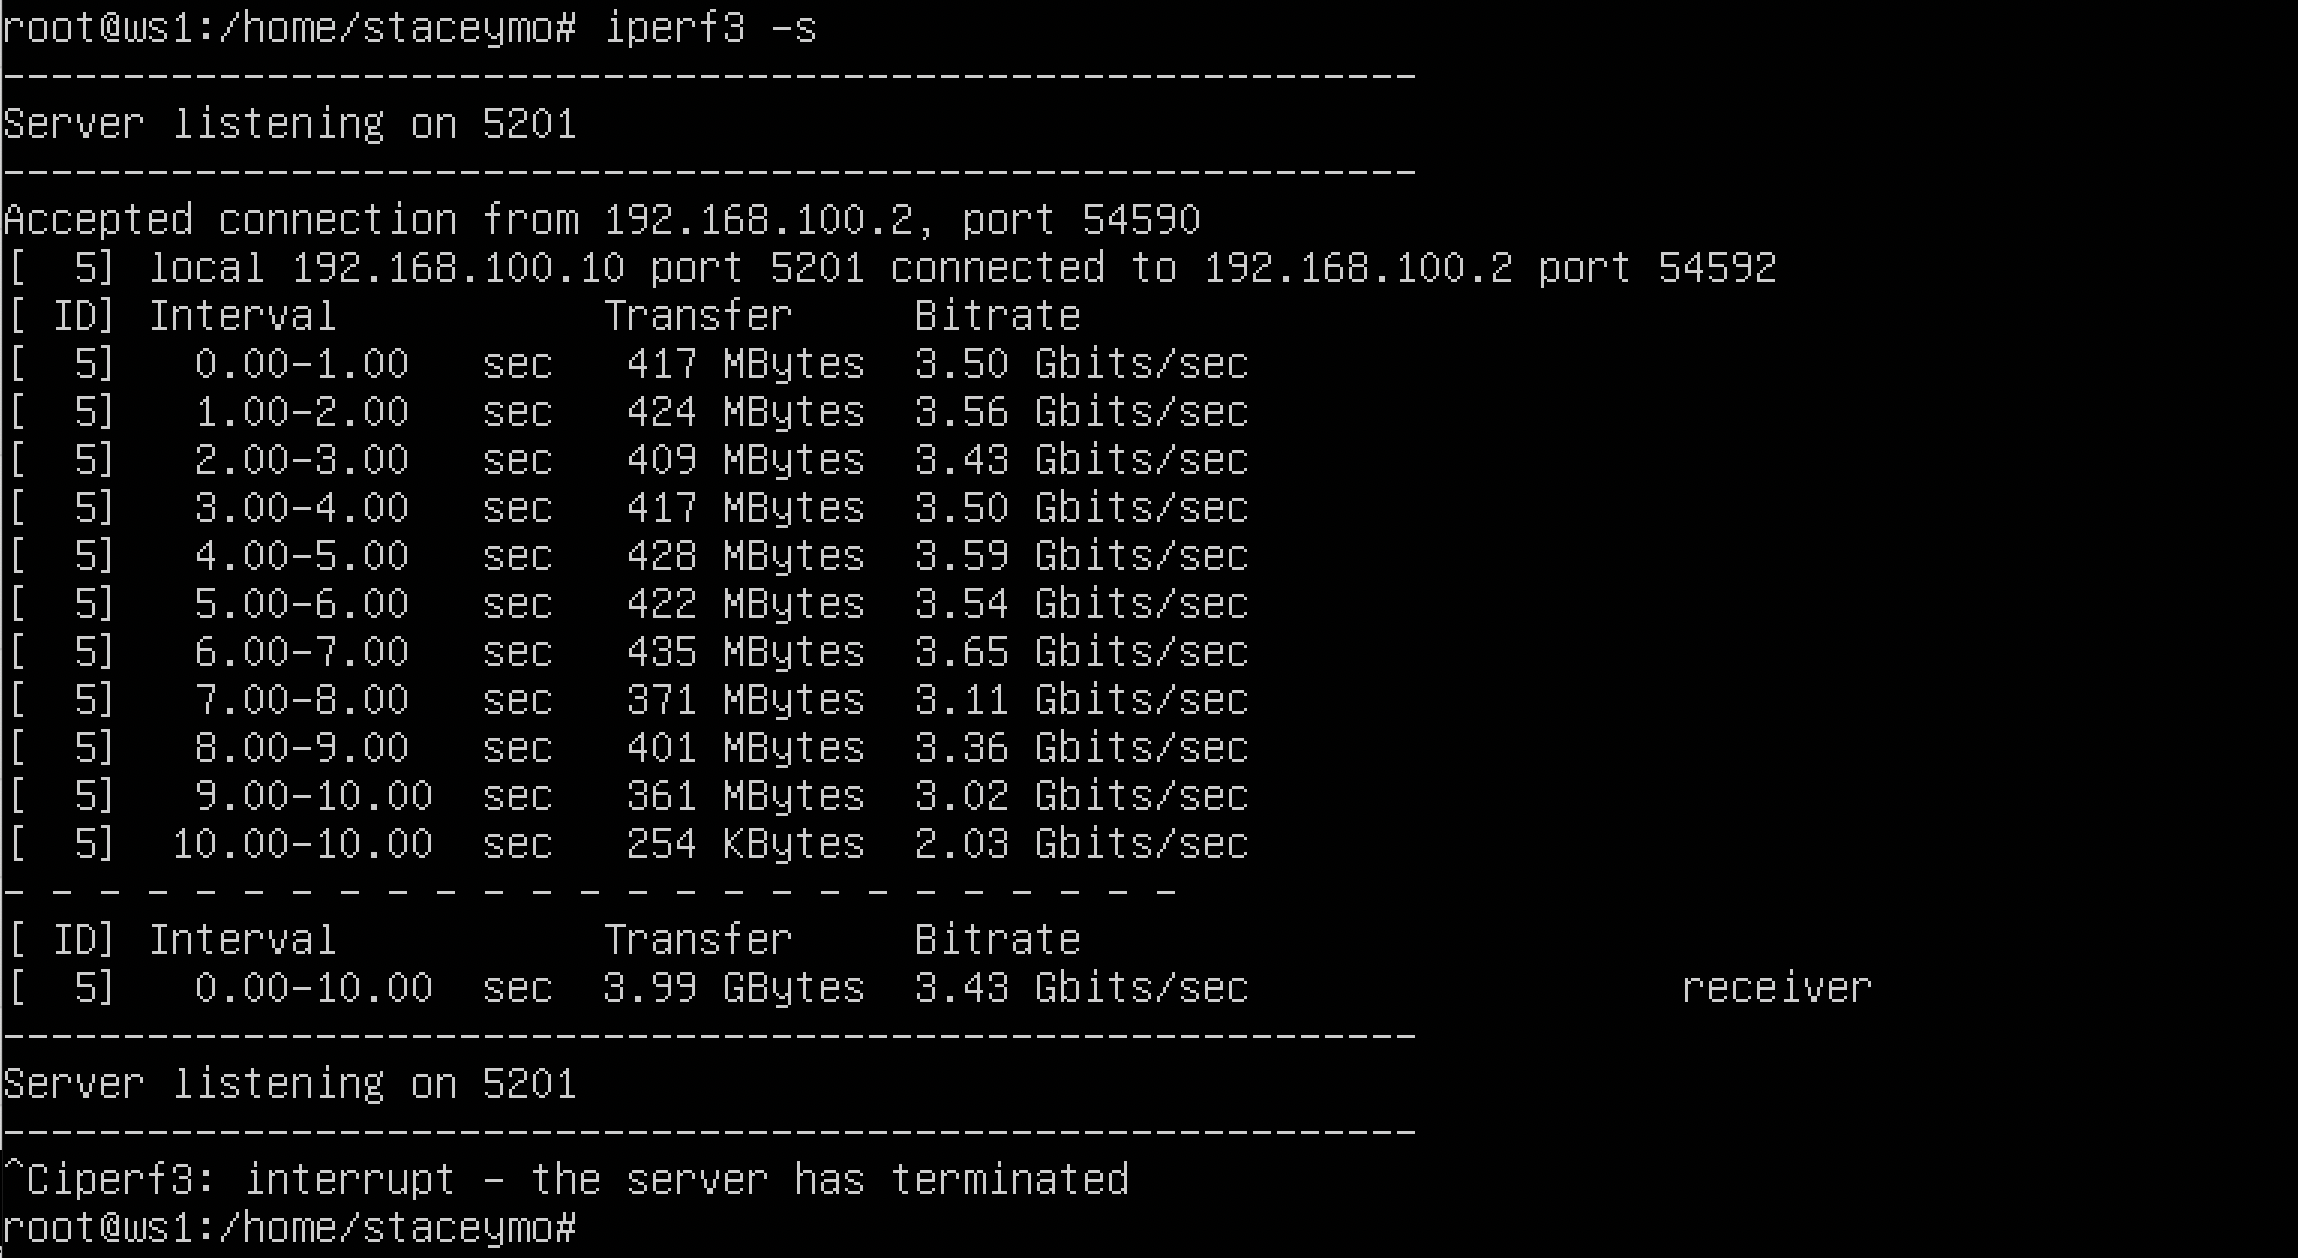 root@ws1:/home/staceymo# iperf3 -s
-----------------------------------------------------------
Server listening on 5201
-----------------------------------------------------------
Accepted connection from 192.168.100.2, port 54590
[  5] local 192.168.100.10 port 5201 connected to 192.168.100.2 port 54592
[ ID] Interval           Transfer     Bitrate
[  5]   0.00-1.00   sec   417 MBytes  3.50 Gbits/sec
[  5]   1.00-2.00   sec   424 MBytes  3.56 Gbits/sec
[  5]   2.00-3.00   sec   409 MBytes  3.43 Gbits/sec
[  5]   3.00-4.00   sec   417 MBytes  3.50 Gbits/sec
[  5]   4.00-5.00   sec   428 MBytes  3.59 Gbits/sec
[  5]   5.00-6.00   sec   422 MBytes  3.54 Gbits/sec
[  5]   6.00-7.00   sec   435 MBytes  3.65 Gbits/sec
[  5]   7.00-8.00   sec   371 MBytes  3.11 Gbits/sec
[  5]   8.00-9.00   sec   401 MBytes  3.36 Gbits/sec
[  5]   9.00-10.00  sec   361 MBytes  3.02 Gbits/sec
[  5]  10.00-10.00  sec   254 KBytes  2.03 Gbits/sec
- - - - - - - - - - - - - - - - - - - - - - - - -
[ ID] Interval           Transfer     Bitrate
[  5]   0.00-10.00  sec  3.99 GBytes  3.43 Gbits/sec                  receiver
-----------------------------------------------------------
Server listening on 5201
-----------------------------------------------------------
^Ciperf3: interrupt - the server has terminated
root@ws1:/home/staceymo#